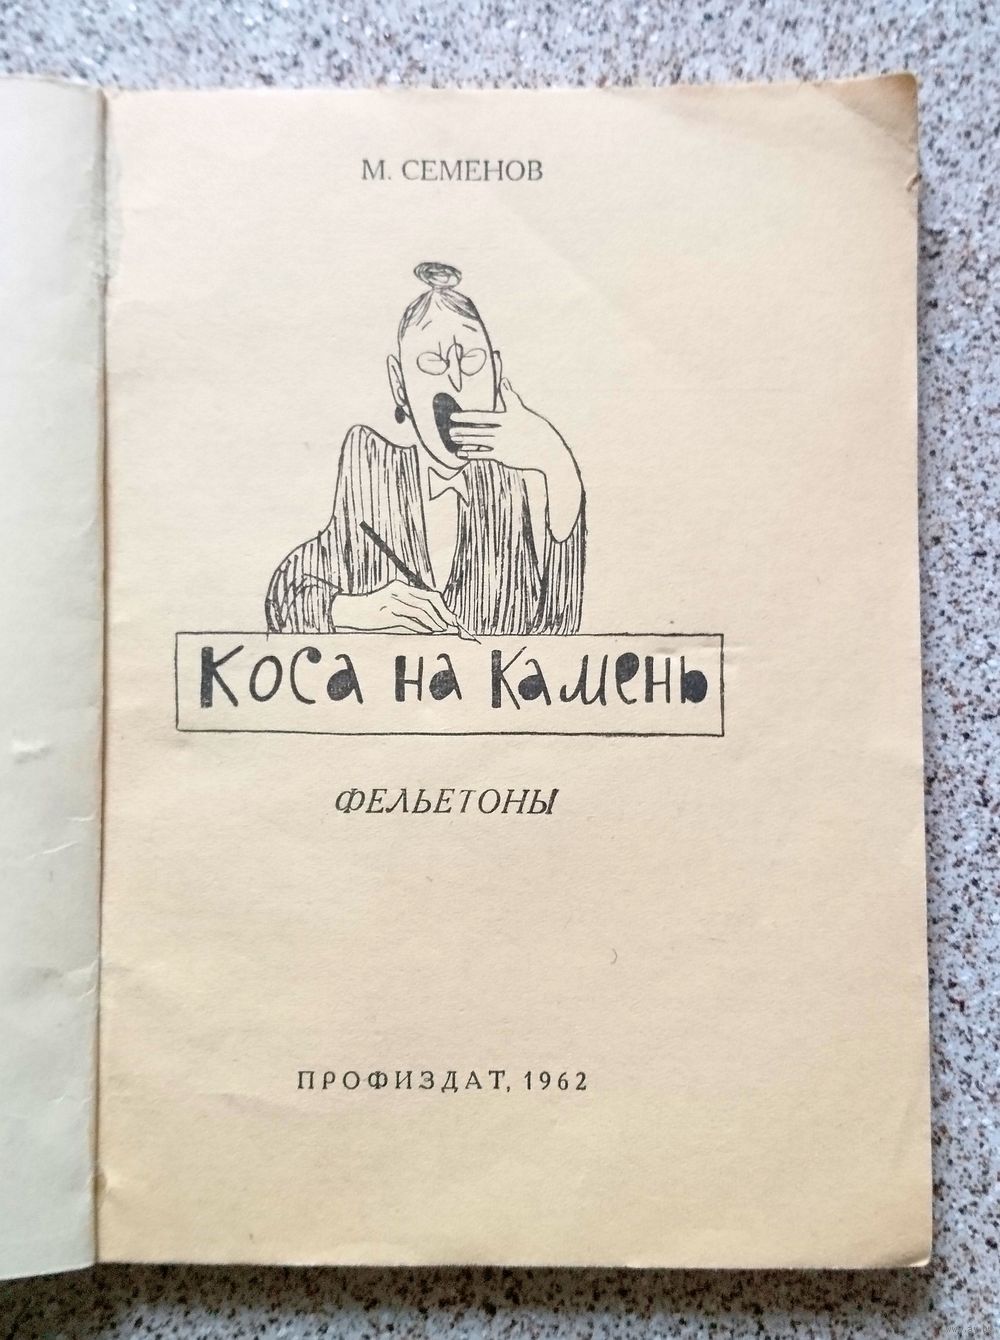 М. СЕМЕНОВ
Коса на камень
ФЕЛЬЕТОНЫ
ПРОФИЗДАТ, 1962